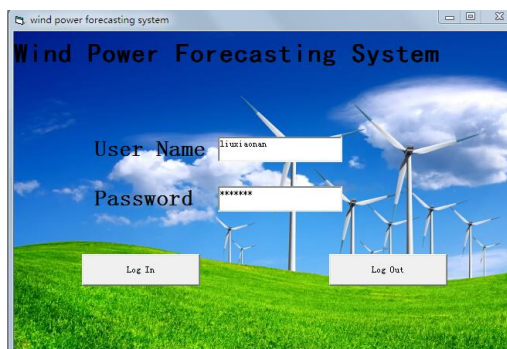 wind power forecasting system
Wind Power Forecasting System
User Name liuxiaonan
Password *******
Log In Log Out